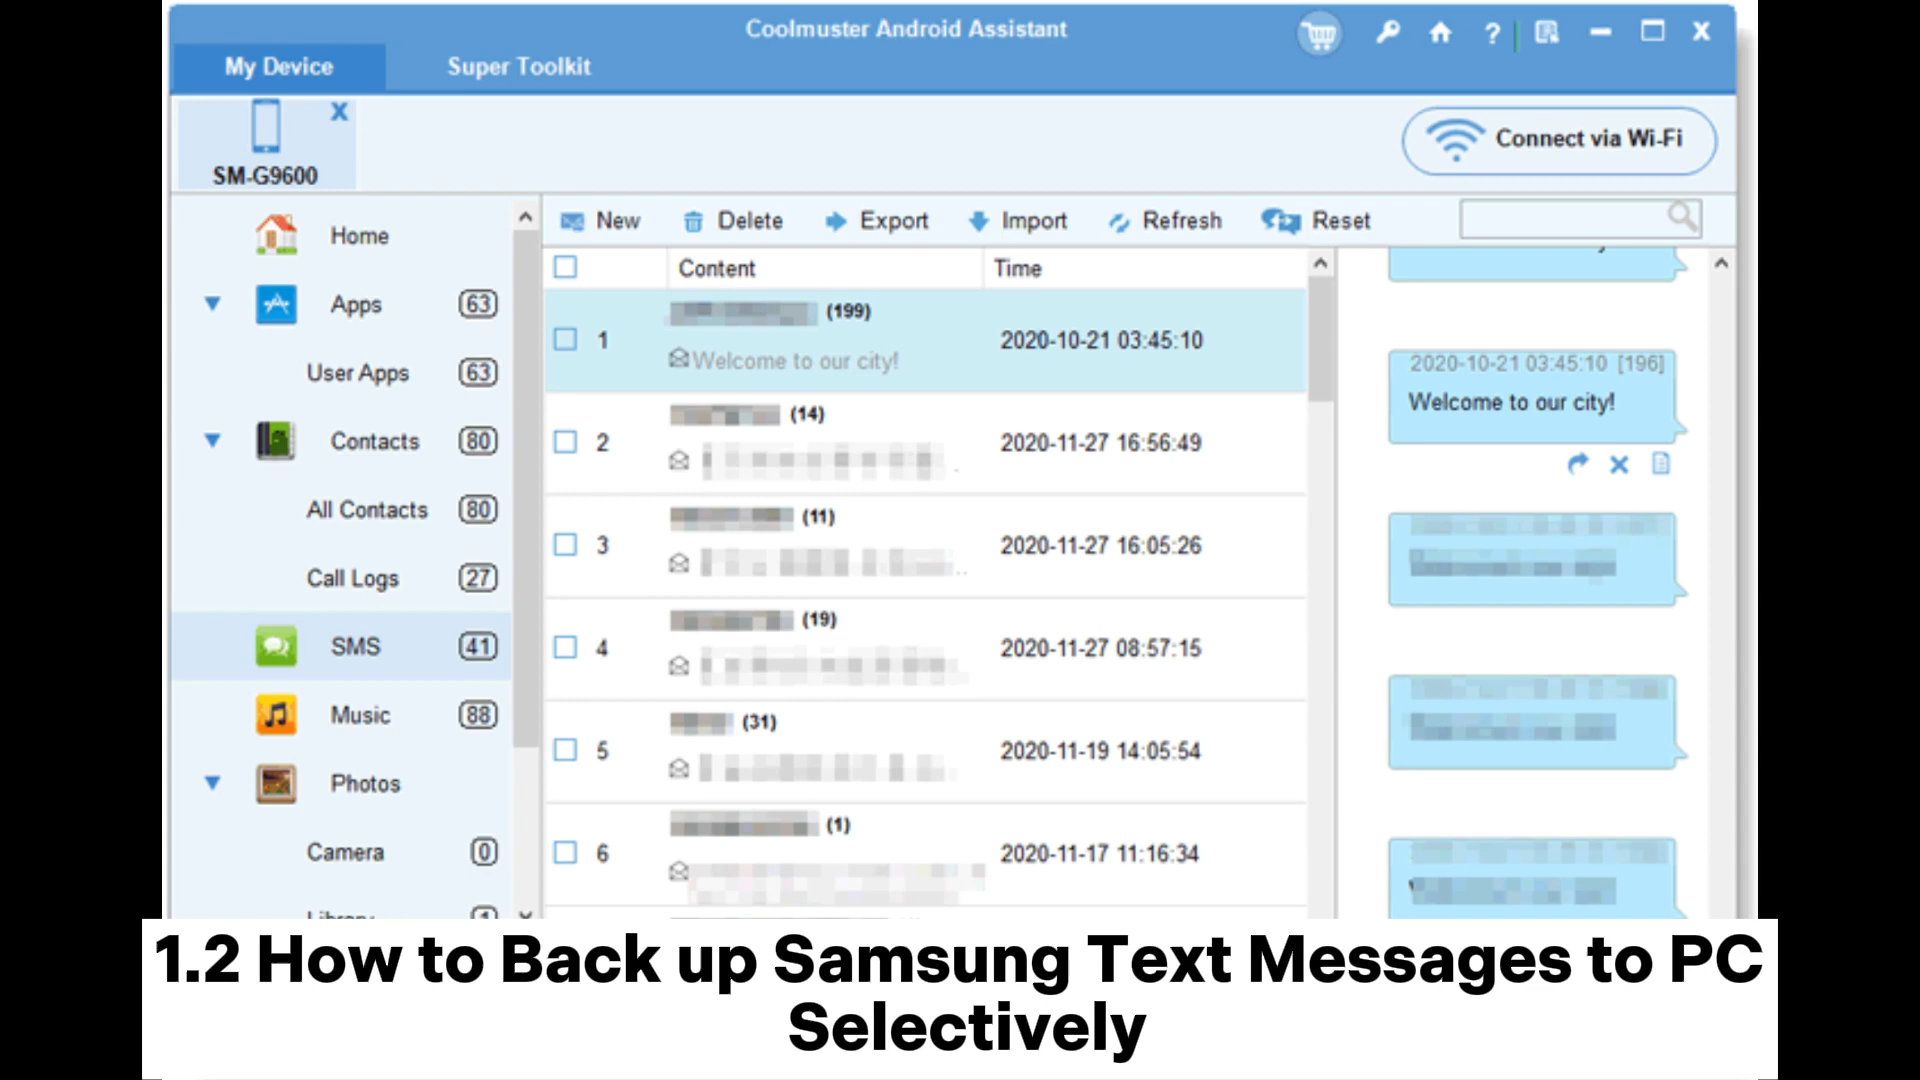 Coolmuster Android Assistant
My Device Super Toolkit
SM-G9600
Connect via Wi-Fi
New Delete Export Import Refresh Reset
Home
Apps 63
User Apps 63
Contacts 80
All Contacts 80
Call Logs 27
SMS 41
Music 88
Photos
Camera 0
Library 1
Content Time
1 (199) 2020-10-21 03:45:10
Welcome to our city!
2 (14) 2020-11-27 16:56:49
3 (11) 2020-11-27 16:05:26
4 (19) 2020-11-27 08:57:15
5 (31) 2020-11-19 14:05:54
6 (1) 2020-11-17 11:16:34
2020-10-21 03:45:10 [196]
Welcome to our city!
1.2 How to Back up Samsung Text Messages to PC
Selectively